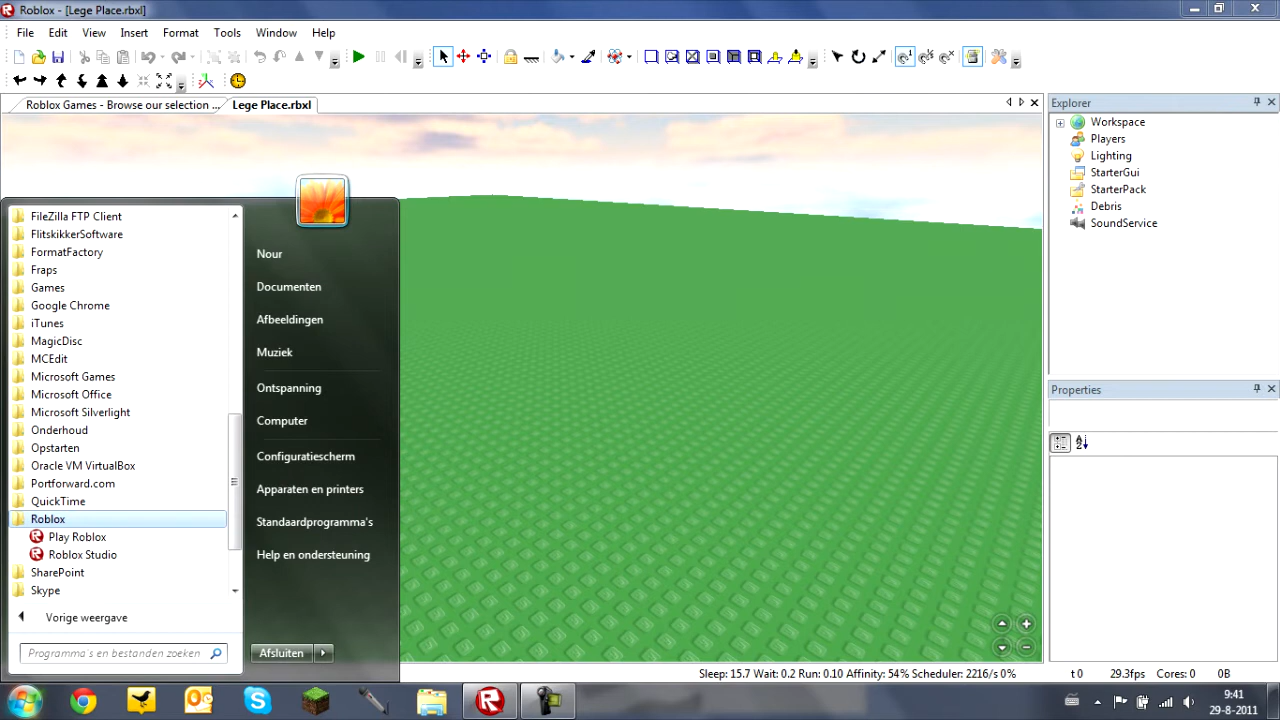 Roblox - [Lege Place.rbxl]
File Edit View Insert Format Tools Window Help
Roblox Games - Browse our selection ... Lege Place.rbxl
Explorer
Workspace
Players
Lighting
StarterGui
StarterPack
Debris
SoundService
Properties
FileZilla FTP Client
FlitskikkerSoftware
FormatFactory
Fraps
Games
Google Chrome
iTunes
MagicDisc
MCEdit
Microsoft Games
Microsoft Office
Microsoft Silverlight
Onderhoud
Opstarten
Oracle VM VirtualBox
Portforward.com
QuickTime
Roblox
Play Roblox
Roblox Studio
SharePoint
Skype
Vorige weergave
Programma's en bestanden zoeken
Nour
Documenten
Afbeeldingen
Muziek
Ontspanning
Computer
Configuratiescherm
Apparaten en printers
Standaardprogramma's
Help en ondersteuning
Afsluiten
Sleep: 15.7 Wait: 0.2 Run: 0.10 Affinity: 54% Scheduler: 2216/s 0% t 0 29.3fps Cores: 0 0B
9:41
29-8-2011